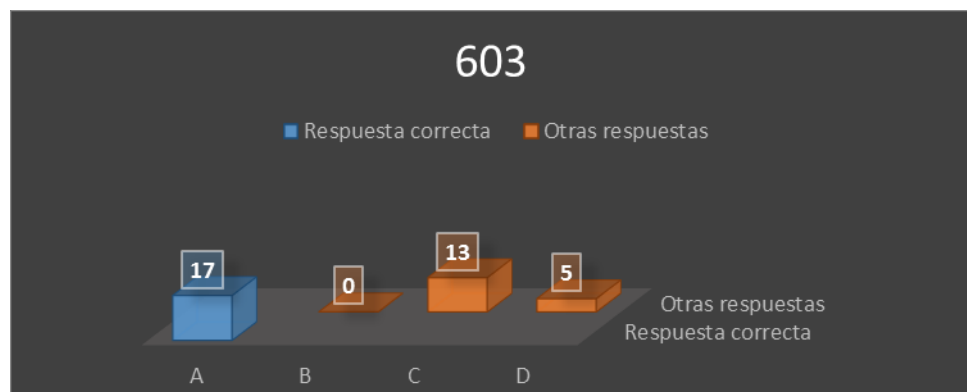 603
Respuesta correcta Otras respuestas
17
0
13
5
Otras respuestas
Respuesta correcta
A B C D